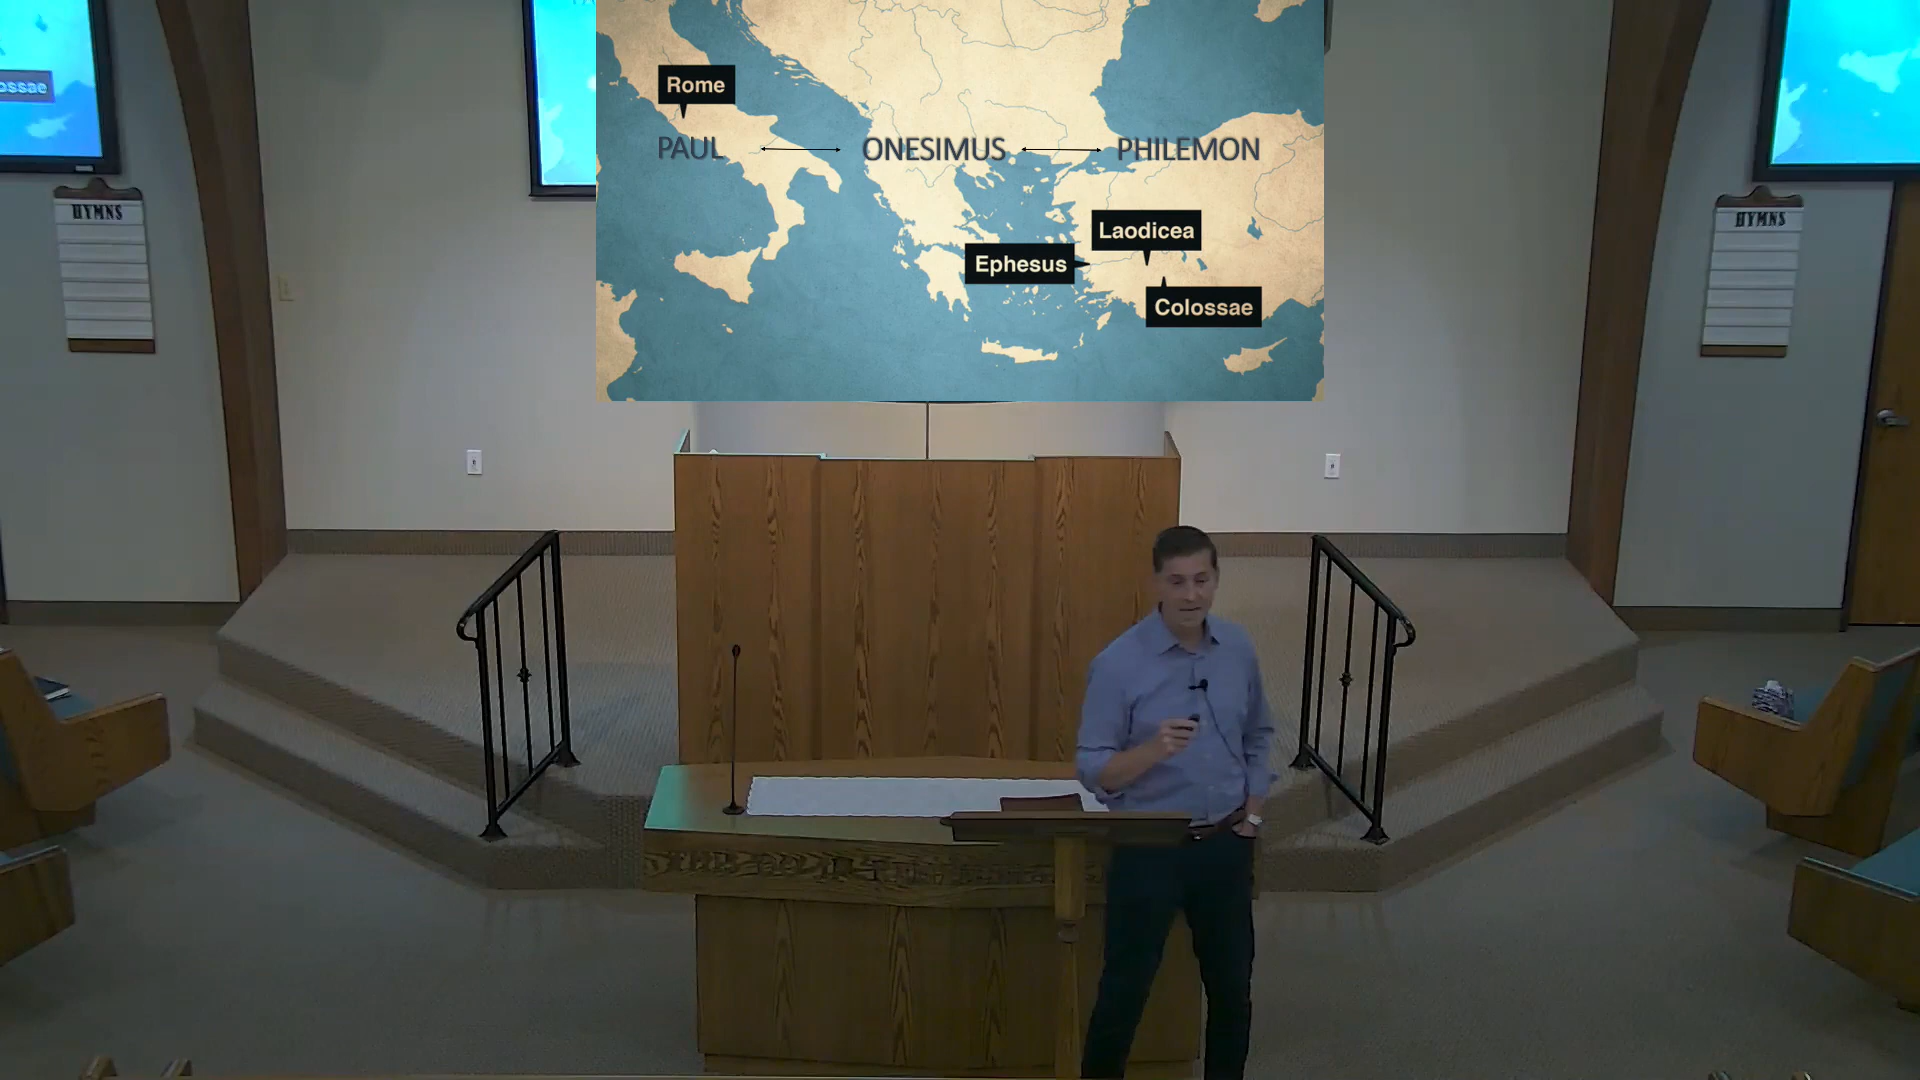 Rome
PAUL ONESIMUS PHILEMON
Laodicea
Ephesus
Colossae
ossae
HYMNS
HYMNS